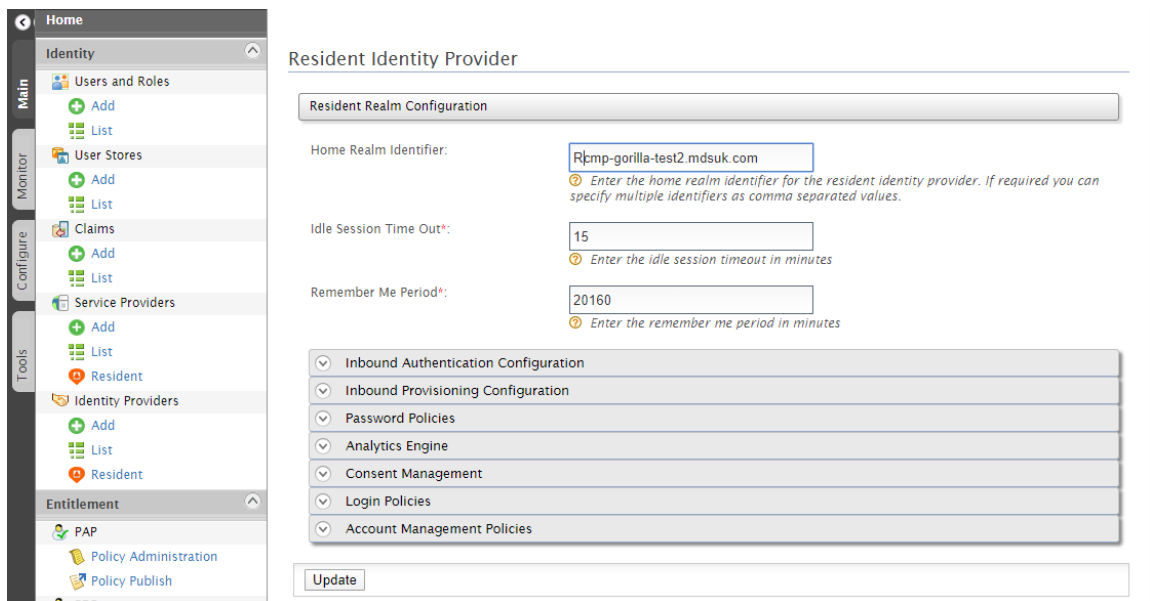 Home
Identity
Users and Roles
Add
List
User Stores
Add
List
Claims
Add
List
Service Providers
Add
List
Resident
Identity Providers
Add
List
Resident
Entitlement
PAP
Policy Administration
Policy Publish
Main
Monitor
Configure
Tools
Resident Identity Provider
Resident Realm Configuration
Home Realm Identifier:
Rcmp-gorilla-test2.mdsuk.com
Enter the home realm identifier for the resident identity provider. If required you can
specify multiple identifiers as comma separated values.
Idle Session Time Out*:
15
Enter the idle session timeout in minutes
Remember Me Period*:
20160
Enter the remember me period in minutes
Inbound Authentication Configuration
Inbound Provisioning Configuration
Password Policies
Analytics Engine
Consent Management
Login Policies
Account Management Policies
Update